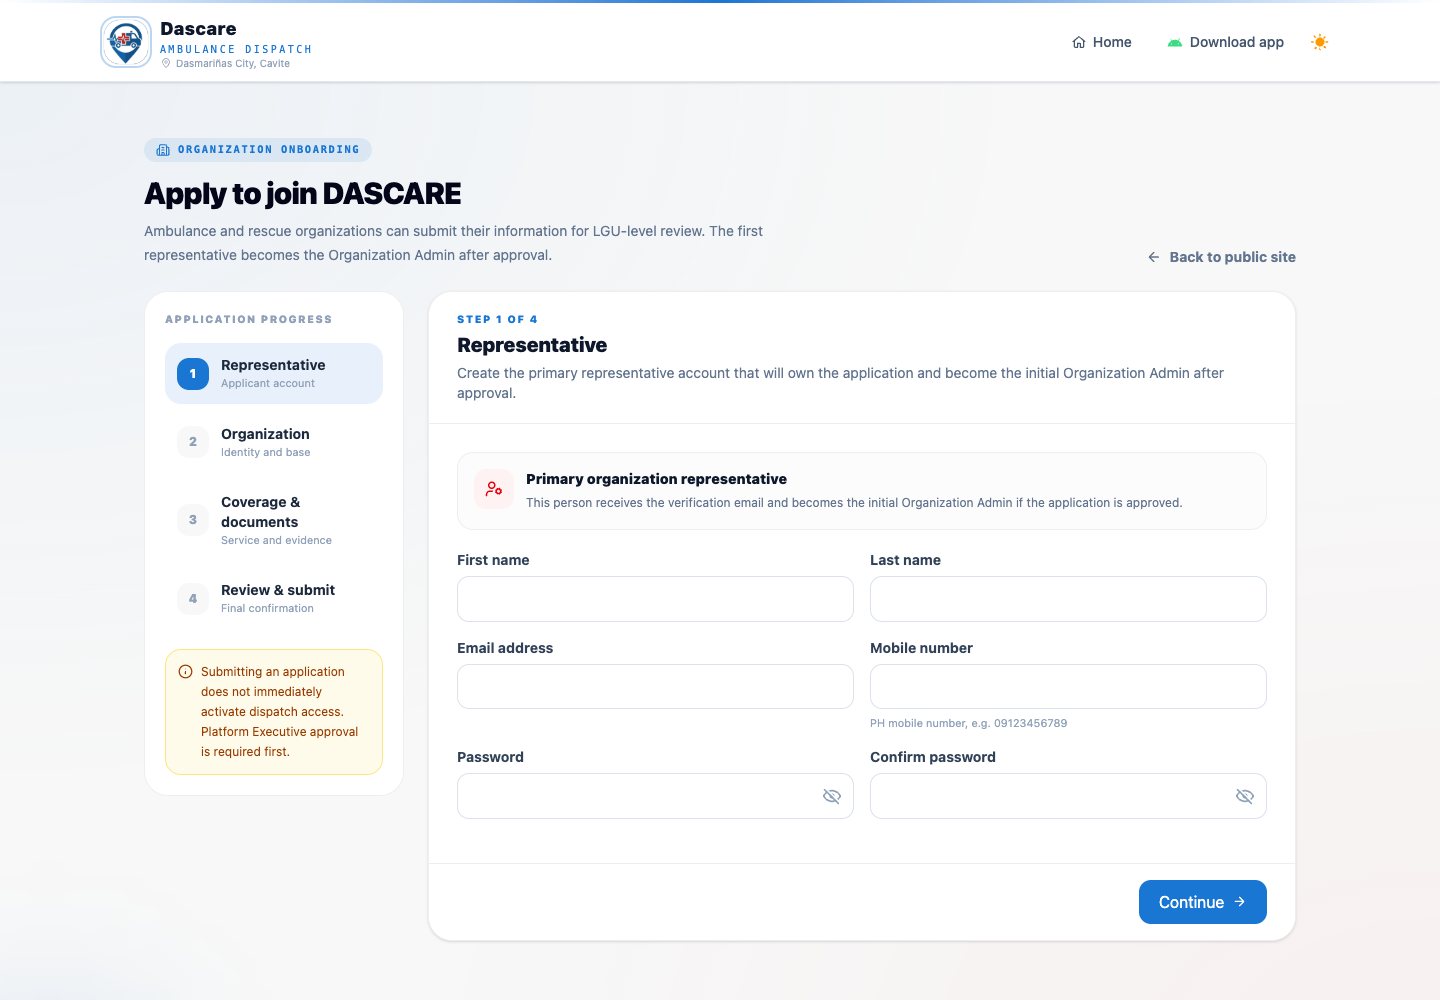 Dascare
AMBULANCE DISPATCH
Dasmariñas City, Cavite
Home
Download app
ORGANIZATION ONBOARDING
Apply to join DASCARE
Ambulance and rescue organizations can submit their information for LGU-level review. The first
representative becomes the Organization Admin after approval.
Back to public site
APPLICATION PROGRESS
1
Representative
Applicant account
2
Organization
Identity and base
3
Coverage &
documents
Service and evidence
4
Review & submit
Final confirmation
Submitting an application
does not immediately
activate dispatch access.
Platform Executive approval
is required first.
STEP 1 OF 4
Representative
Create the primary representative account that will own the application and become the initial Organization Admin after
approval.
Primary organization representative
This person receives the verification email and becomes the initial Organization Admin if the application is approved.
First name
Last name
Email address
Mobile number
PH mobile number, e.g. 09123456789
Password
Confirm password
Continue